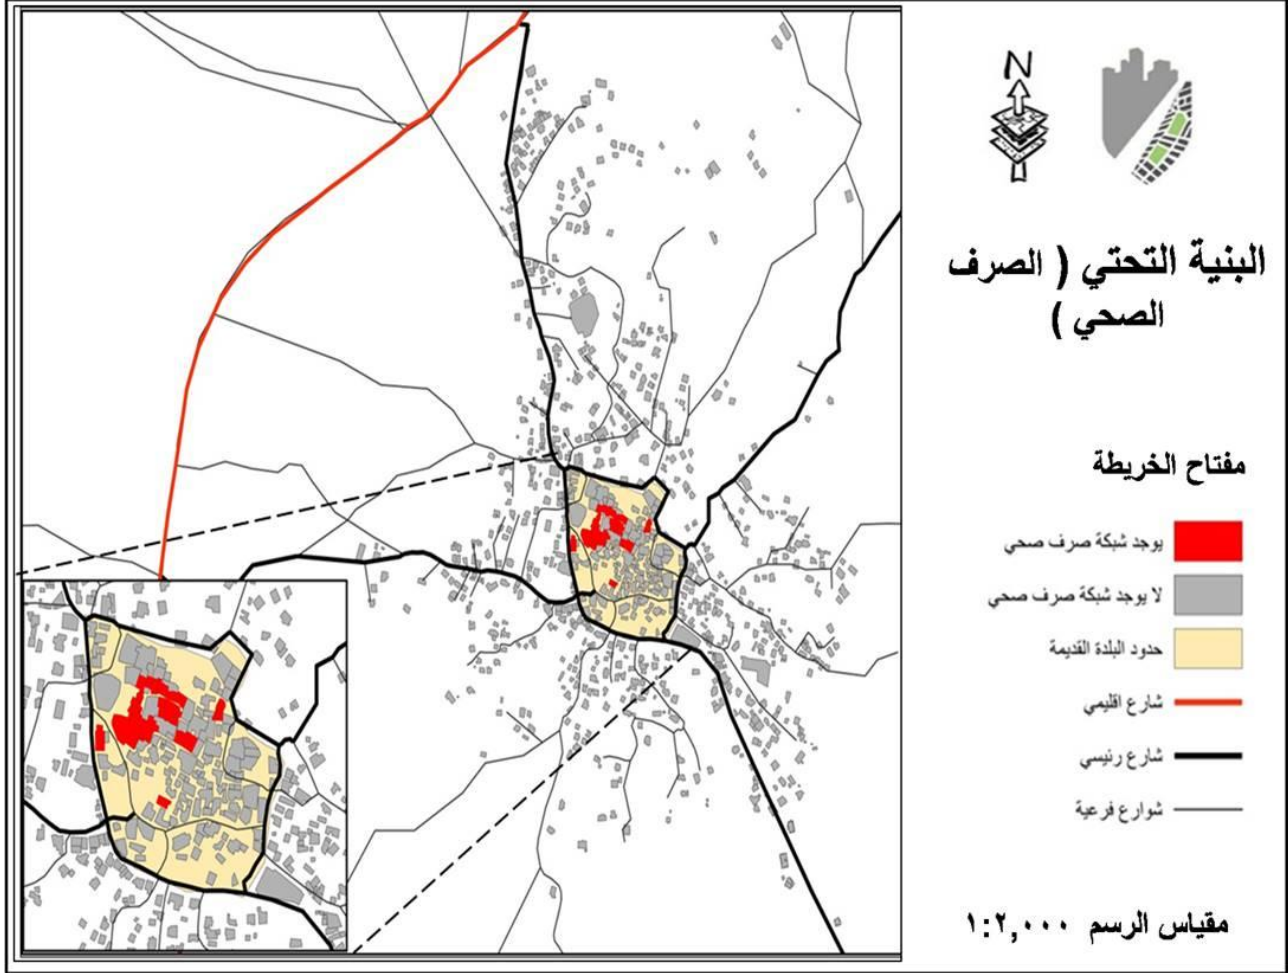 N
البنية التحتي ( الصرف
الصحي )
مفتاح الخريطة
يوجد شبكة صرف صحي
لا يوجد شبكة صرف صحي
حدود البلدة القديمة
شارع اقليمي
شارع رئيسي
شوارع فرعية
مقياس الرسم ١:٢,٠٠٠